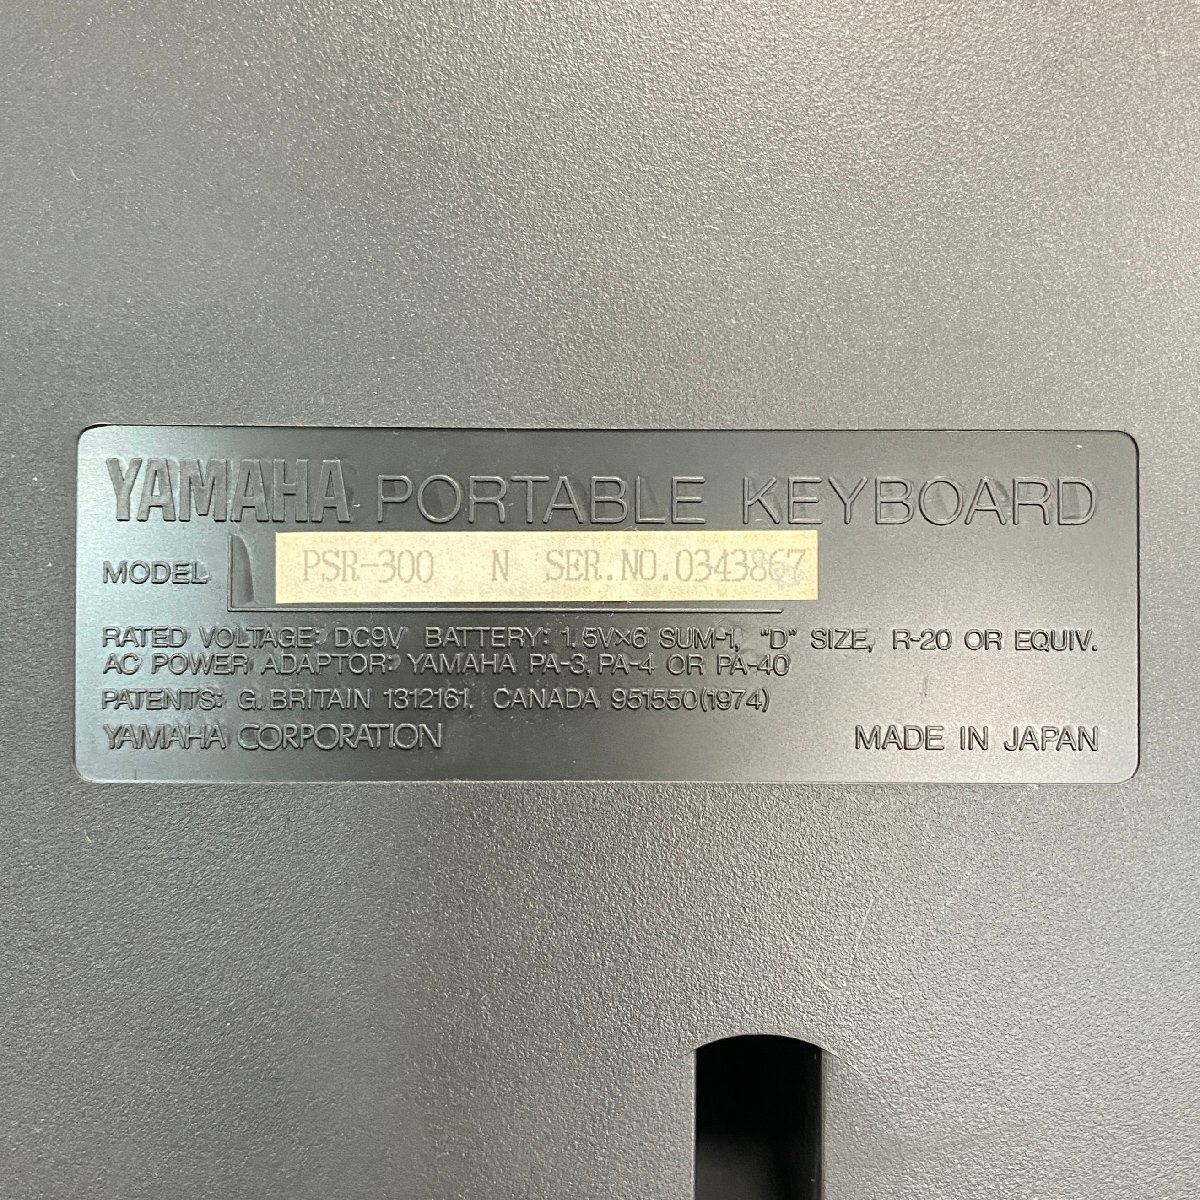 YAMAHA PORTABLE KEYBOARD
MODEL PSR-300 N SER.NO.0343867
RATED VOLTAGE: DC9V BATTERY: 1.5V×6 SUM-1, "D" SIZE, R-20 OR EQUIV.
AC POWER ADAPTOR: YAMAHA PA-3, PA-4 OR PA-40
PATENTS: G.BRITAIN 1312161, CANADA 951550(1974)
YAMAHA CORPORATION MADE IN JAPAN